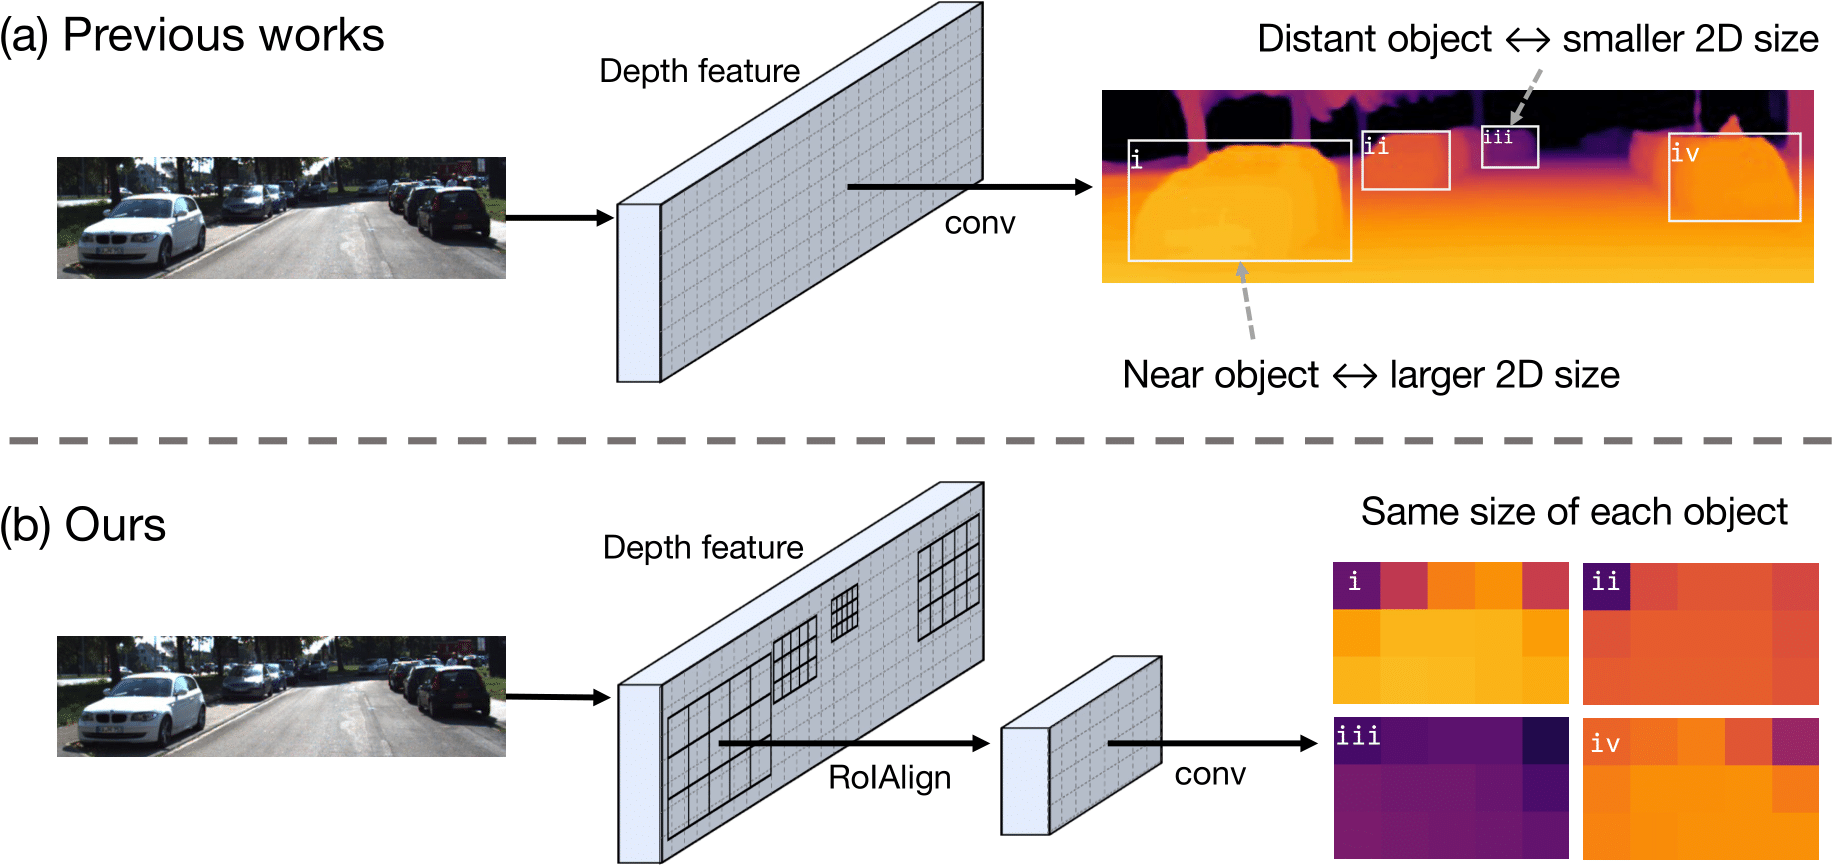 (a) Previous works
Depth feature
Distant object ↔ smaller 2D size
i
ii
iii
iv
conv
Near object ↔ larger 2D size
(b) Ours
Depth feature
Same size of each object
i
ii
iii
iv
RoIAlign
conv